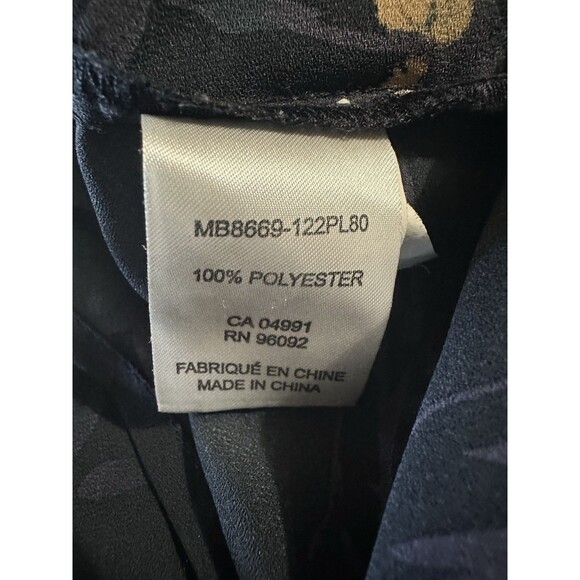 MB8669-122PL80
100% POLYESTER
CA 04991
RN 96092
FABRIQUÉ EN CHINE
MADE IN CHINA